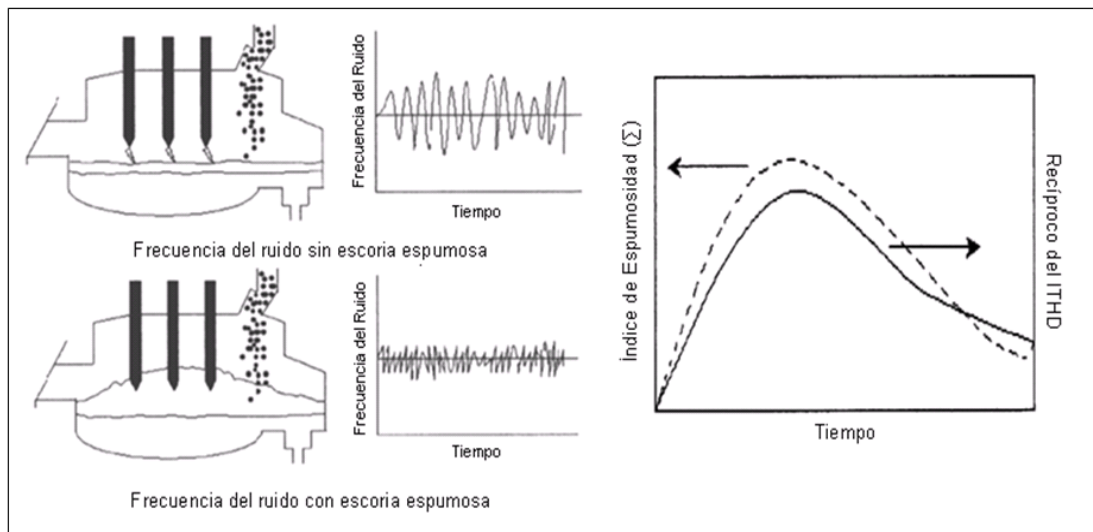 Frecuencia del Ruido
Tiempo
Frecuencia del ruido sin escoria espumosa
Frecuencia del Ruido
Tiempo
Frecuencia del ruido con escoria espumosa
Índice de Espumosidad (∑)
Tiempo
Recíproco del ITHD